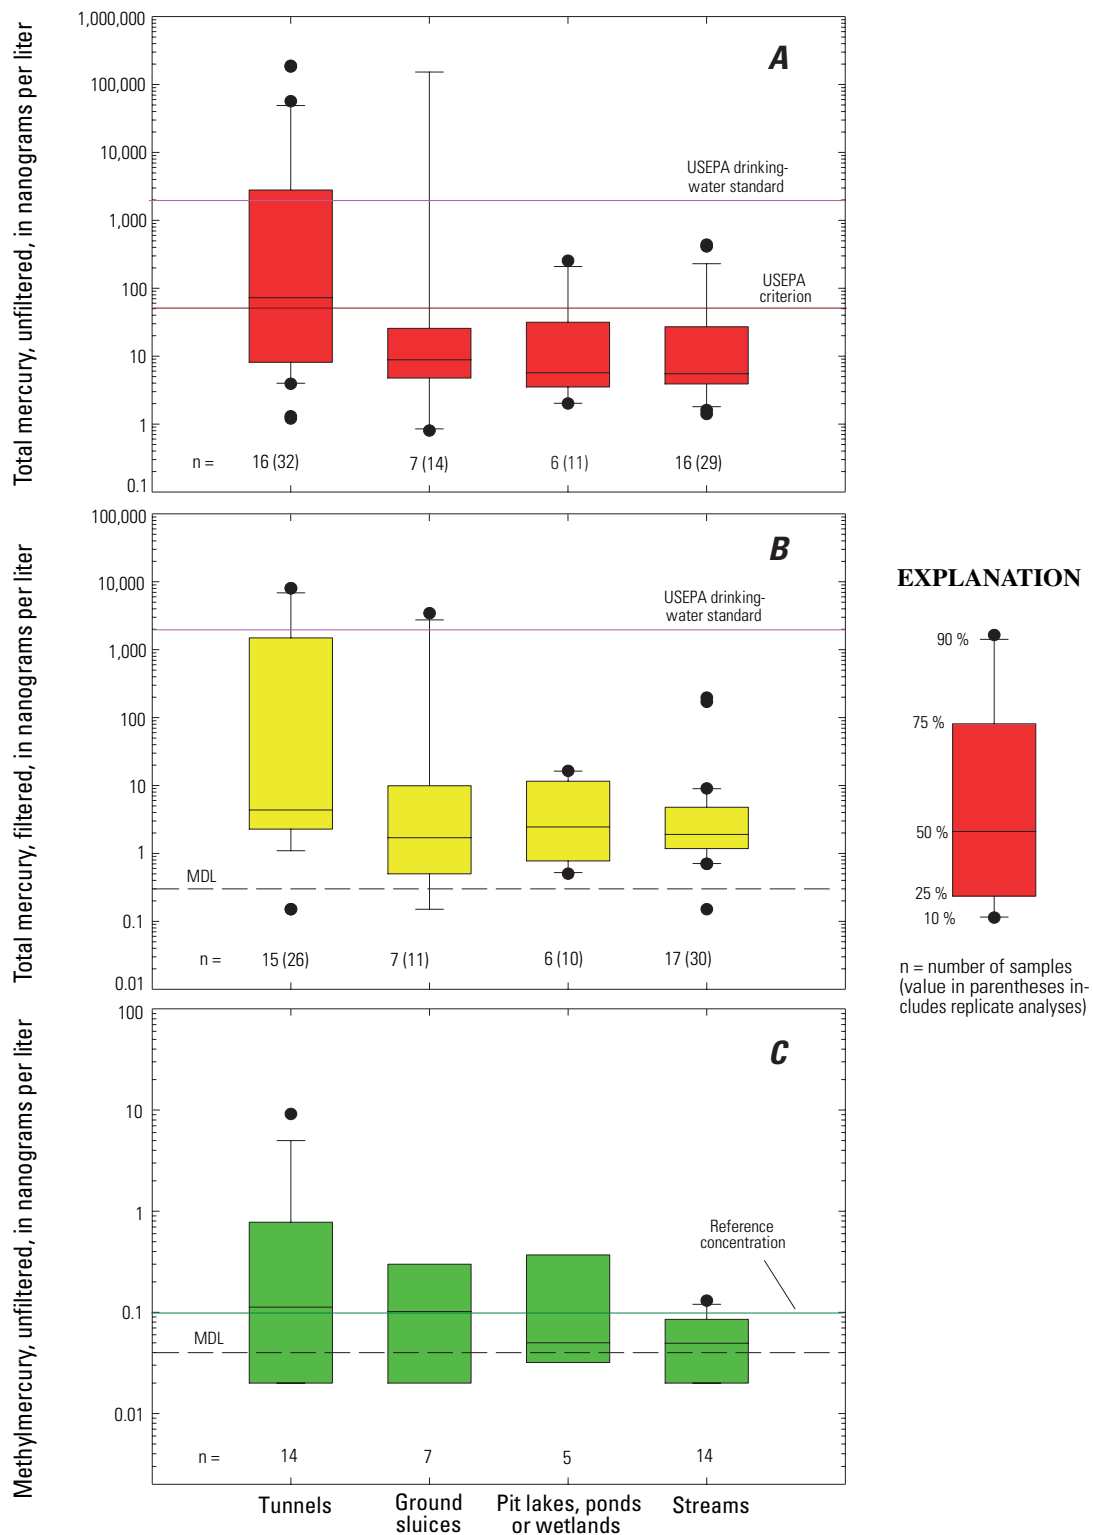 Total mercury, unfiltered, in nanograms per liter
1,000,000
100,000
10,000
1,000
100
10
1
0.1
A
USEPA drinking-
water standard
USEPA
criterion
n =
16 (32)
7 (14)
6 (11)
16 (29)
Total mercury, filtered, in nanograms per liter
100,000
10,000
1,000
100
10
1
0.1
0.01
B
USEPA drinking-
water standard
MDL
n =
15 (26)
7 (11)
6 (10)
17 (30)
Methylmercury, unfiltered, in nanograms per liter
100
10
1
0.1
0.01
C
Reference
concentration
MDL
n =
14
7
5
14
Tunnels
Ground
sluices
Pit lakes, ponds
or wetlands
Streams
EXPLANATION
90 %
75 %
50 %
25 %
10 %
n = number of samples
(value in parentheses in-
cludes replicate analyses)